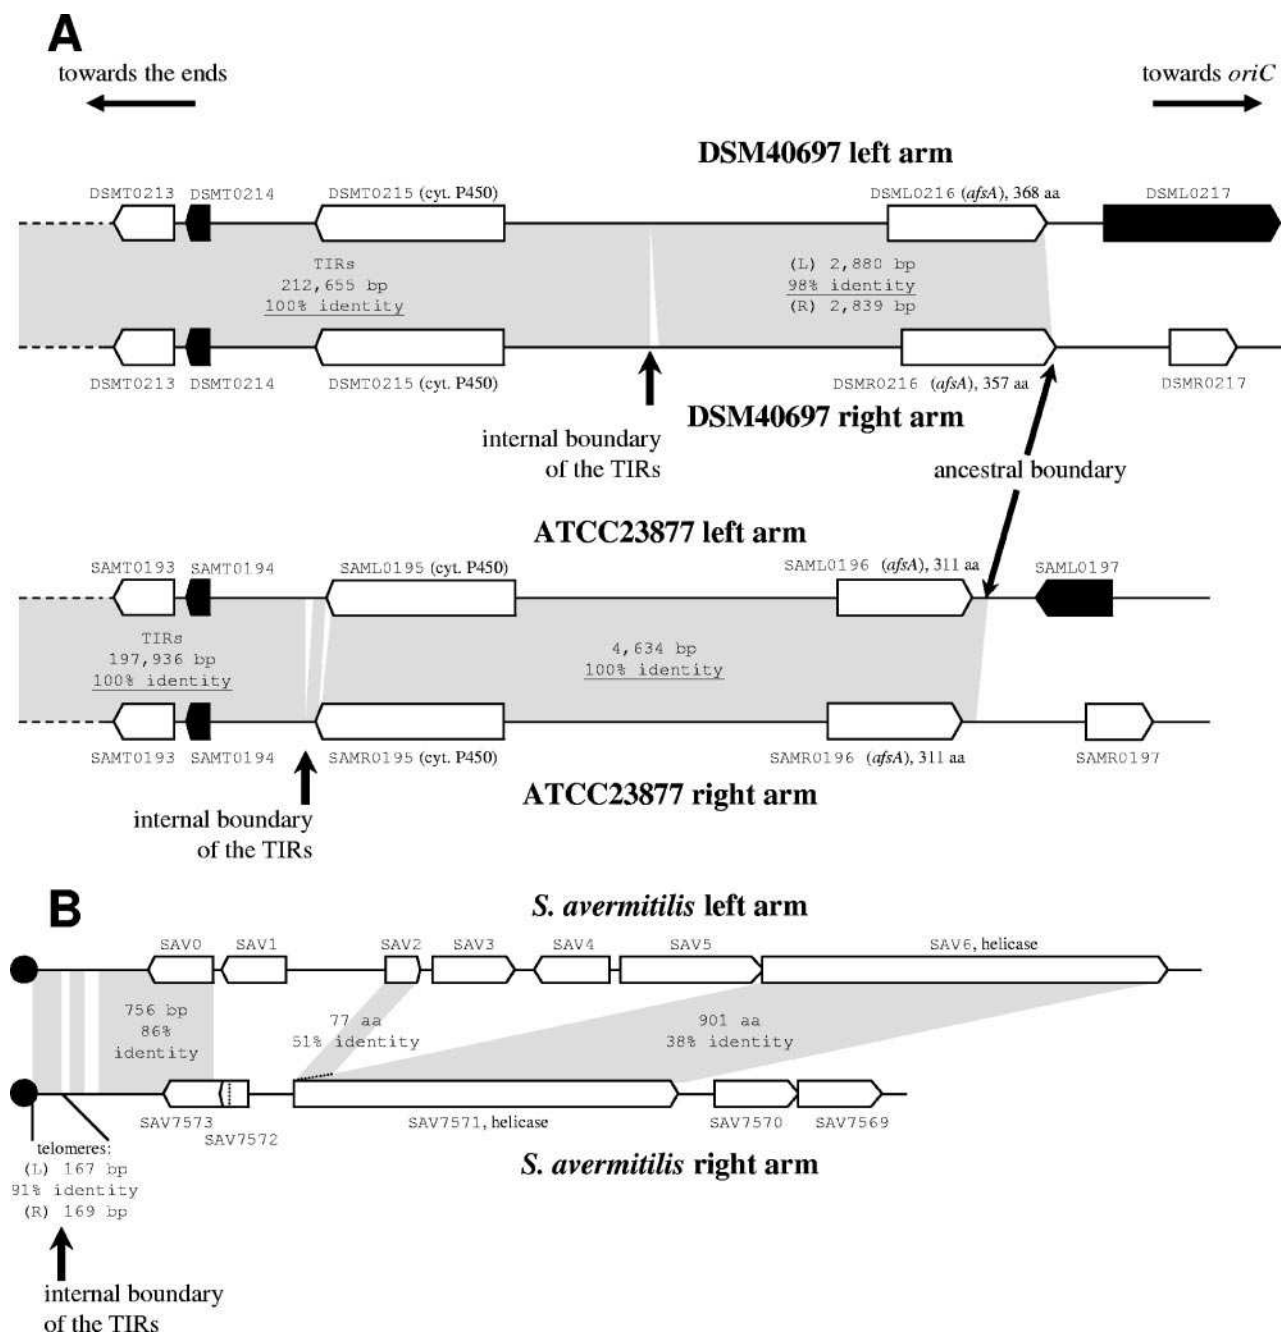 A
towards the ends
towards oriC
DSM40697 left arm
DSMT0213 DSMT0214 DSMT0215 (cyt. P450) DSML0216 (afsA), 368 aa DSML0217
TIRs
212,655 bp
100% identity
(L) 2,880 bp
98% identity
(R) 2,839 bp
DSMT0213 DSMT0214 DSMT0215 (cyt. P450) DSMR0216 (afsA), 357 aa DSMR0217
DSM40697 right arm
internal boundary
of the TIRs
ancestral boundary
ATCC23877 left arm
SAMT0193 SAMT0194 SAML0195 (cyt. P450) SAML0196 (afsA), 311 aa SAML0197
TIRs
197,936 bp
100% identity
4,634 bp
100% identity
SAMT0193 SAMT0194 SAMR0195 (cyt. P450) SAMR0196 (afsA), 311 aa SAMR0197
ATCC23877 right arm
internal boundary
of the TIRs
B
S. avermitilis left arm
SAV0 SAV1 SAV2 SAV3 SAV4 SAV5 SAV6, helicase
756 bp
86%
identity
77 aa
51% identity
901 aa
38% identity
SAV7573 SAV7572 SAV7571, helicase SAV7570 SAV7569
telomeres:
(L) 167 bp
91% identity
(R) 169 bp
S. avermitilis right arm
internal boundary
of the TIRs